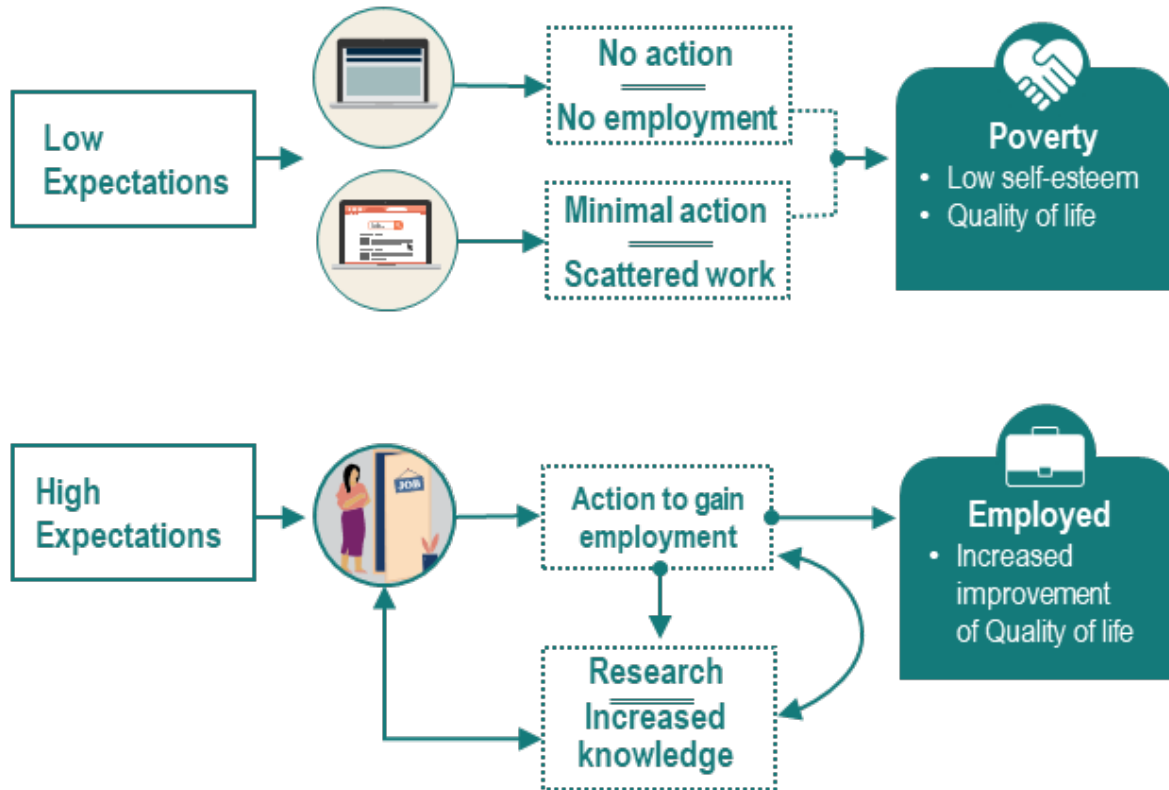 Low
Expectations
No action
No employment
Minimal action
Scattered work
Poverty
• Low self-esteem
• Quality of life
High
Expectations
JOB
Action to gain
employment
Research
Increased
knowledge
Employed
• Increased
improvement
of Quality of life